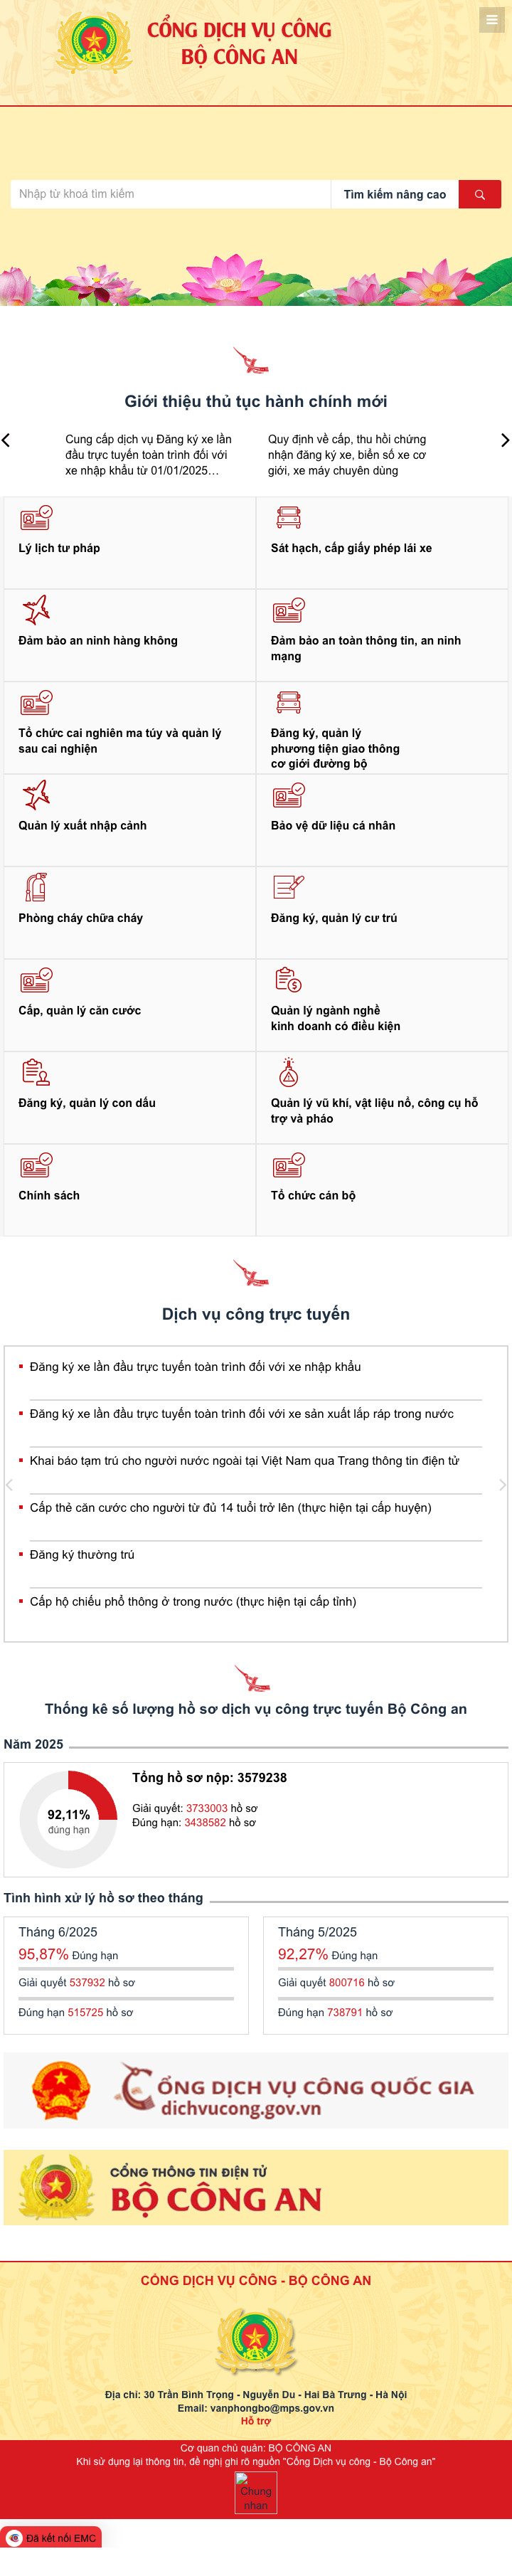 CỔNG DỊCH VỤ CÔNG
BỘ CÔNG AN
Nhập từ khoá tìm kiếm
Tìm kiếm nâng cao
Giới thiệu thủ tục hành chính mới
Cung cấp dịch vụ Đăng ký xe lần
đầu trực tuyến toàn trình đối với
xe nhập khẩu từ 01/01/2025…
Quy định về cấp, thu hồi chứng
nhận đăng ký xe, biển số xe cơ
giới, xe máy chuyên dùng
Lý lịch tư pháp
Sát hạch, cấp giấy phép lái xe
Đảm bảo an ninh hàng không
Đảm bảo an toàn thông tin, an ninh
mạng
Tổ chức cai nghiên ma túy và quản lý
sau cai nghiện
Đăng ký, quản lý
phương tiện giao thông
cơ giới đường bộ
Quản lý xuất nhập cảnh
Bảo vệ dữ liệu cá nhân
Phòng cháy chữa cháy
Đăng ký, quản lý cư trú
Cấp, quản lý căn cước
Quản lý ngành nghề
kinh doanh có điều kiện
Đăng ký, quản lý con dấu
Quản lý vũ khí, vật liệu nổ, công cụ hỗ
trợ và pháo
Chính sách
Tổ chức cán bộ
Dịch vụ công trực tuyến
Đăng ký xe lần đầu trực tuyến toàn trình đối với xe nhập khẩu
Đăng ký xe lần đầu trực tuyến toàn trình đối với xe sản xuất lắp ráp trong nước
Khai báo tạm trú cho người nước ngoài tại Việt Nam qua Trang thông tin điện tử
Cấp thẻ căn cước cho người từ đủ 14 tuổi trở lên (thực hiện tại cấp huyện)
Đăng ký thường trú
Cấp hộ chiếu phổ thông ở trong nước (thực hiện tại cấp tỉnh)
Thống kê số lượng hồ sơ dịch vụ công trực tuyến Bộ Công an
Năm 2025
92,11%
đúng hạn
Tổng hồ sơ nộp: 3579238
Giải quyết: 3733003 hồ sơ
Đúng hạn: 3438582 hồ sơ
Tình hình xử lý hồ sơ theo tháng
Tháng 6/2025
95,87% Đúng hạn
Giải quyết 537932 hồ sơ
Đúng hạn 515725 hồ sơ
Tháng 5/2025
92,27% Đúng hạn
Giải quyết 800716 hồ sơ
Đúng hạn 738791 hồ sơ
CỔNG DỊCH VỤ CÔNG QUỐC GIA
dichvucong.gov.vn
CỔNG THÔNG TIN ĐIỆN TỬ
BỘ CÔNG AN
CỔNG DỊCH VỤ CÔNG - BỘ CÔNG AN
Địa chỉ: 30 Trần Bình Trọng - Nguyễn Du - Hai Bà Trưng - Hà Nội
Email: vanphongbo@mps.gov.vn
Hỗ trợ
Cơ quan chủ quản: BỘ CÔNG AN
Khi sử dụng lại thông tin, đề nghị ghi rõ nguồn "Cổng Dịch vụ công - Bộ Công an"
Chung
nhan
Đã kết nối EMC